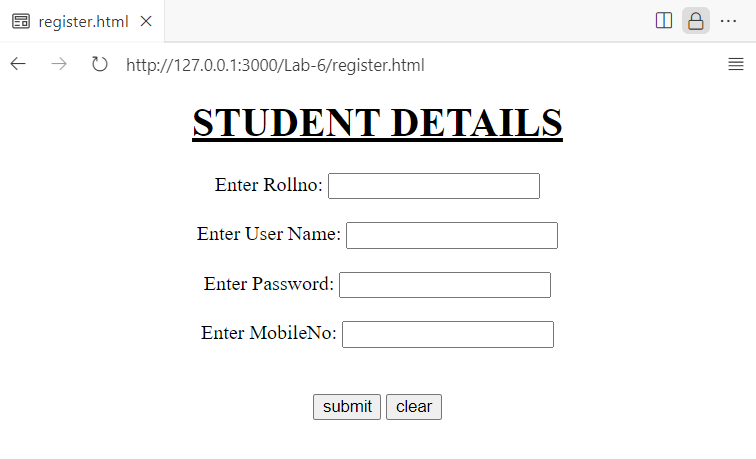 register.html
http://127.0.0.1:3000/Lab-6/register.html
STUDENT DETAILS
Enter Rollno:
Enter User Name:
Enter Password:
Enter MobileNo:
submit clear